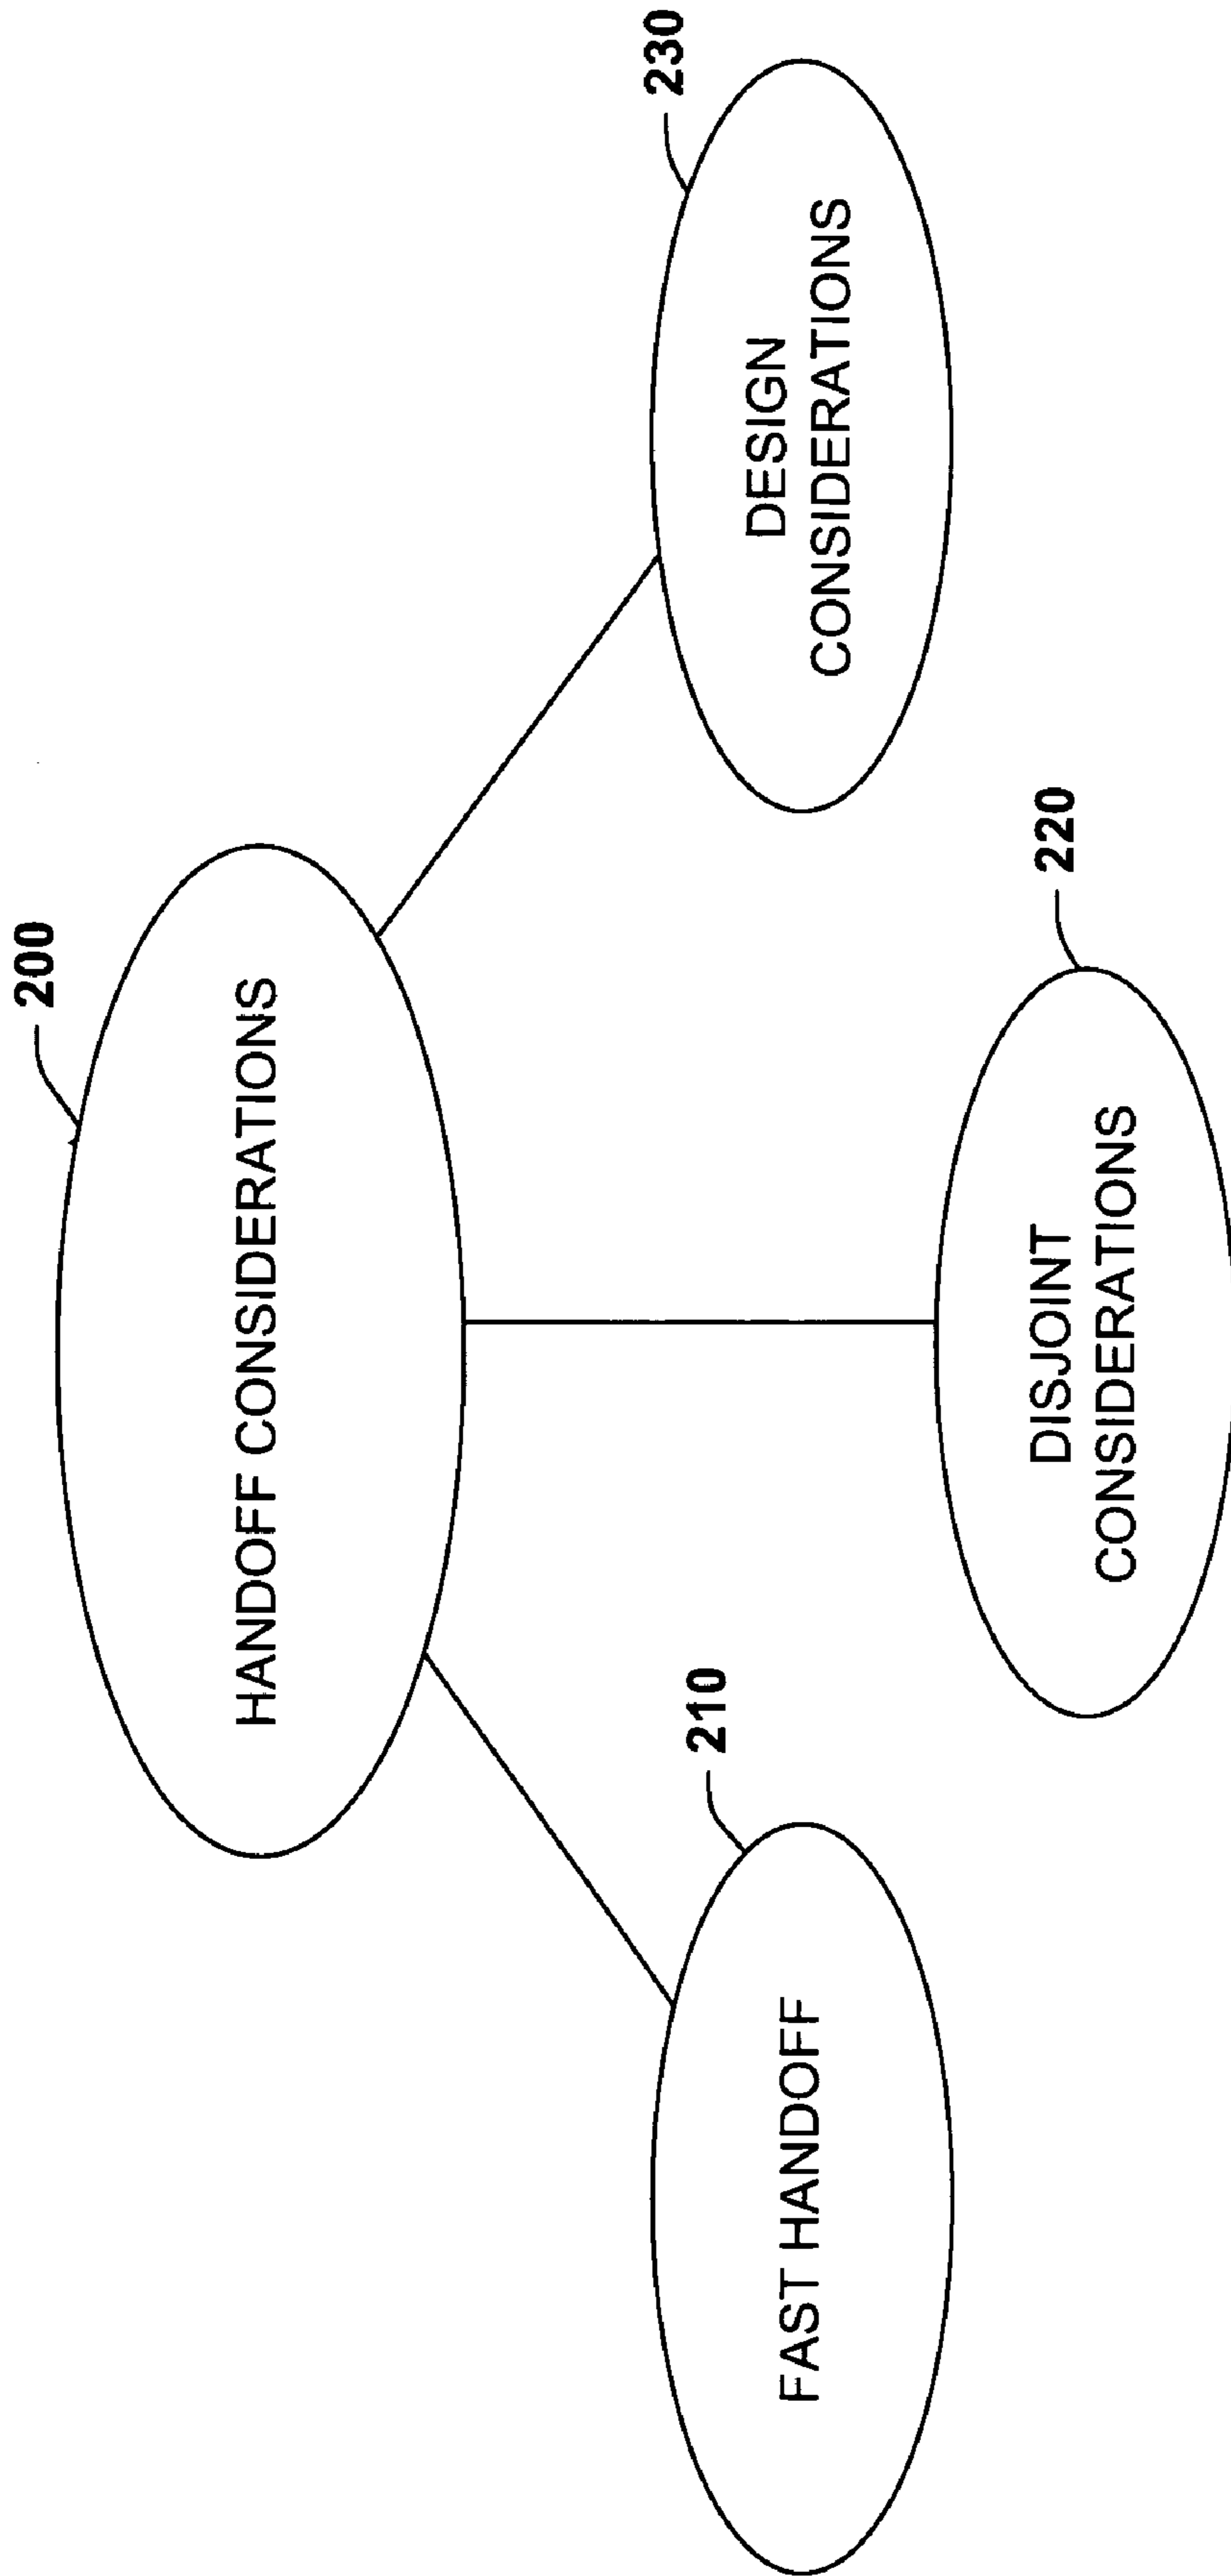 200
HANDOFF CONSIDERATIONS
210
FAST HANDOFF
230
DESIGN
CONSIDERATIONS
220
DISJOINT
CONSIDERATIONS